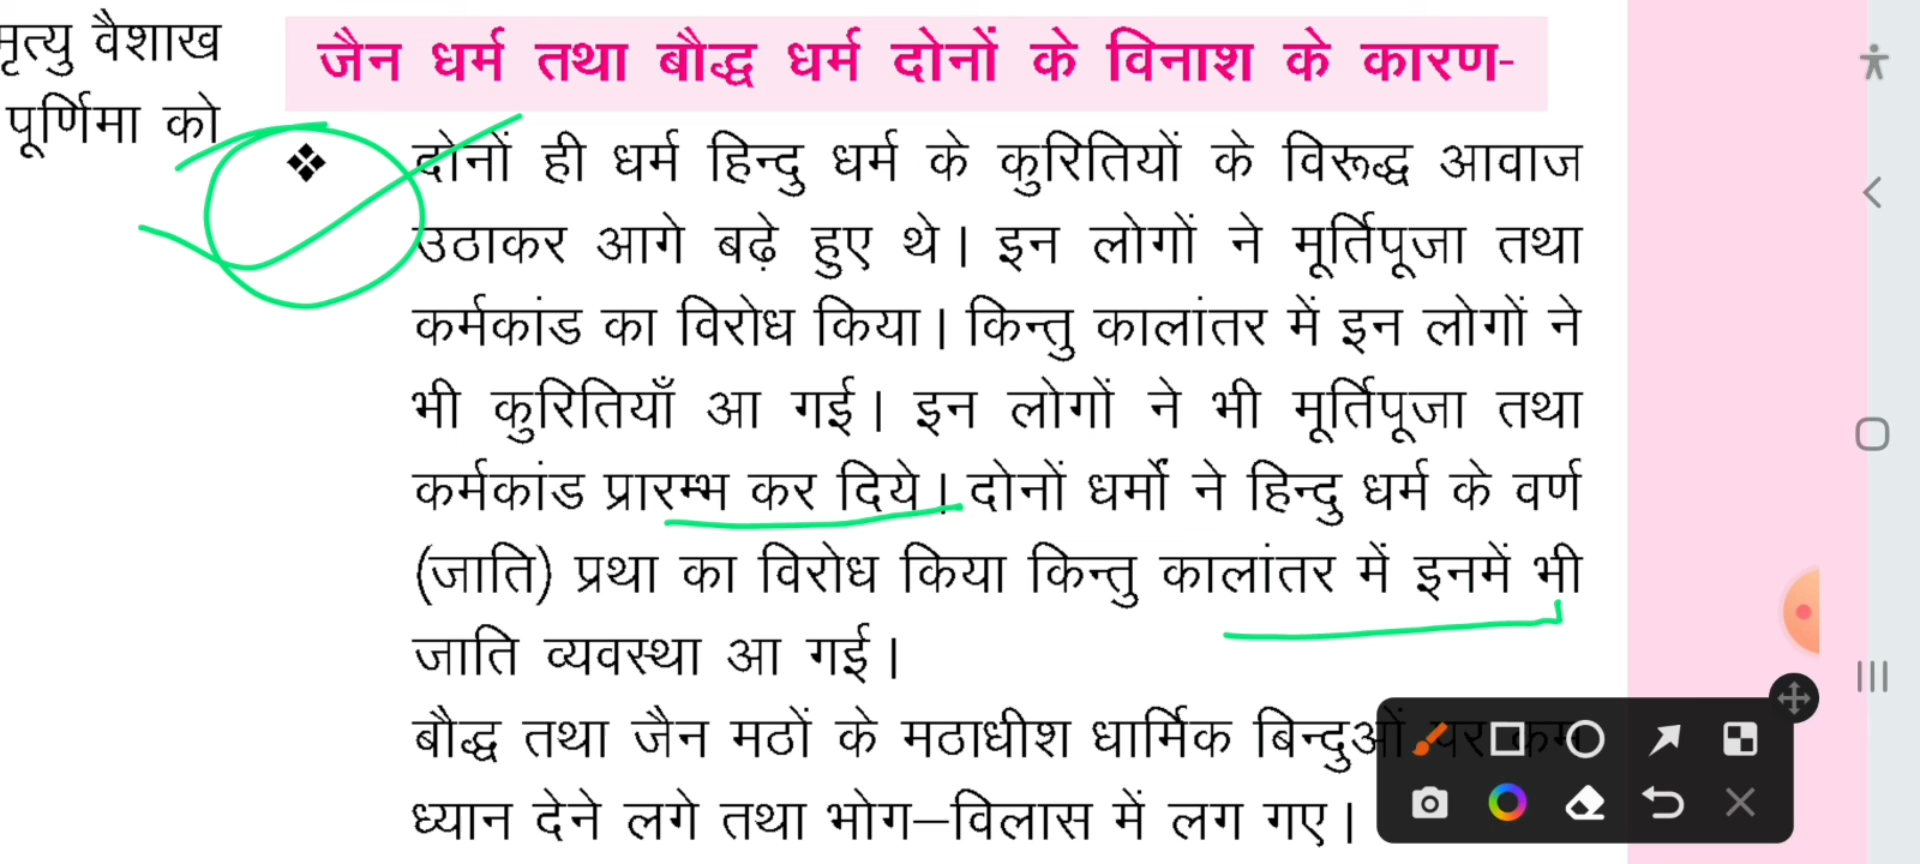 मृत्यु वैशाख
पूर्णिमा को
जैन धर्म तथा बौद्ध धर्म दोनों के विनाश के कारण-
❖ दोनों ही धर्म हिन्दु धर्म के कुरितियों के विरूद्ध आवाज
उठाकर आगे बढ़े हुए थे। इन लोगों ने मूर्तिपूजा तथा
कर्मकांड का विरोध किया। किन्तु कालांतर में इन लोगों ने
भी कुरितियाँ आ गई। इन लोगों ने भी मूर्तिपूजा तथा
कर्मकांड प्रारम्भ कर दिये। दोनों धर्मों ने हिन्दु धर्म के वर्ण
(जाति) प्रथा का विरोध किया किन्तु कालांतर में इनमें भी
जाति व्यवस्था आ गई।
बौद्ध तथा जैन मठों के मठाधीश धार्मिक बिन्दुओं पर कम
ध्यान देने लगे तथा भोग–विलास में लग गए।